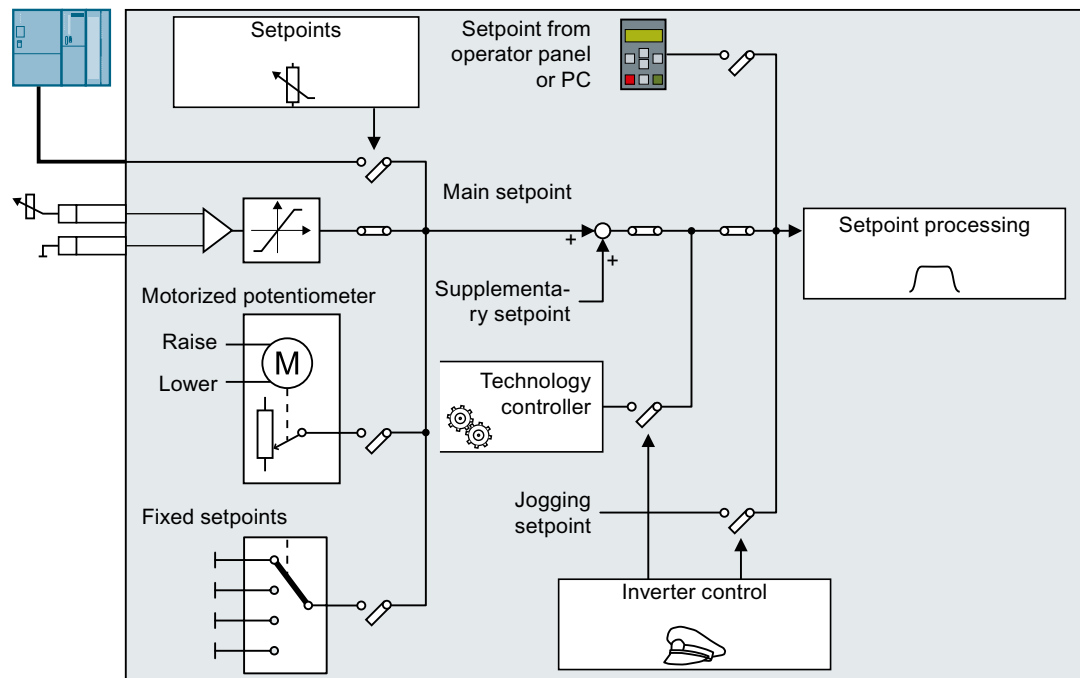 Setpoints
Setpoint from
operator panel
or PC
Main setpoint
+
+
Setpoint processing
Supplementa-
ry setpoint
Motorized potentiometer
Raise
M
Lower
Technology
controller
Jogging
setpoint
Fixed setpoints
Inverter control